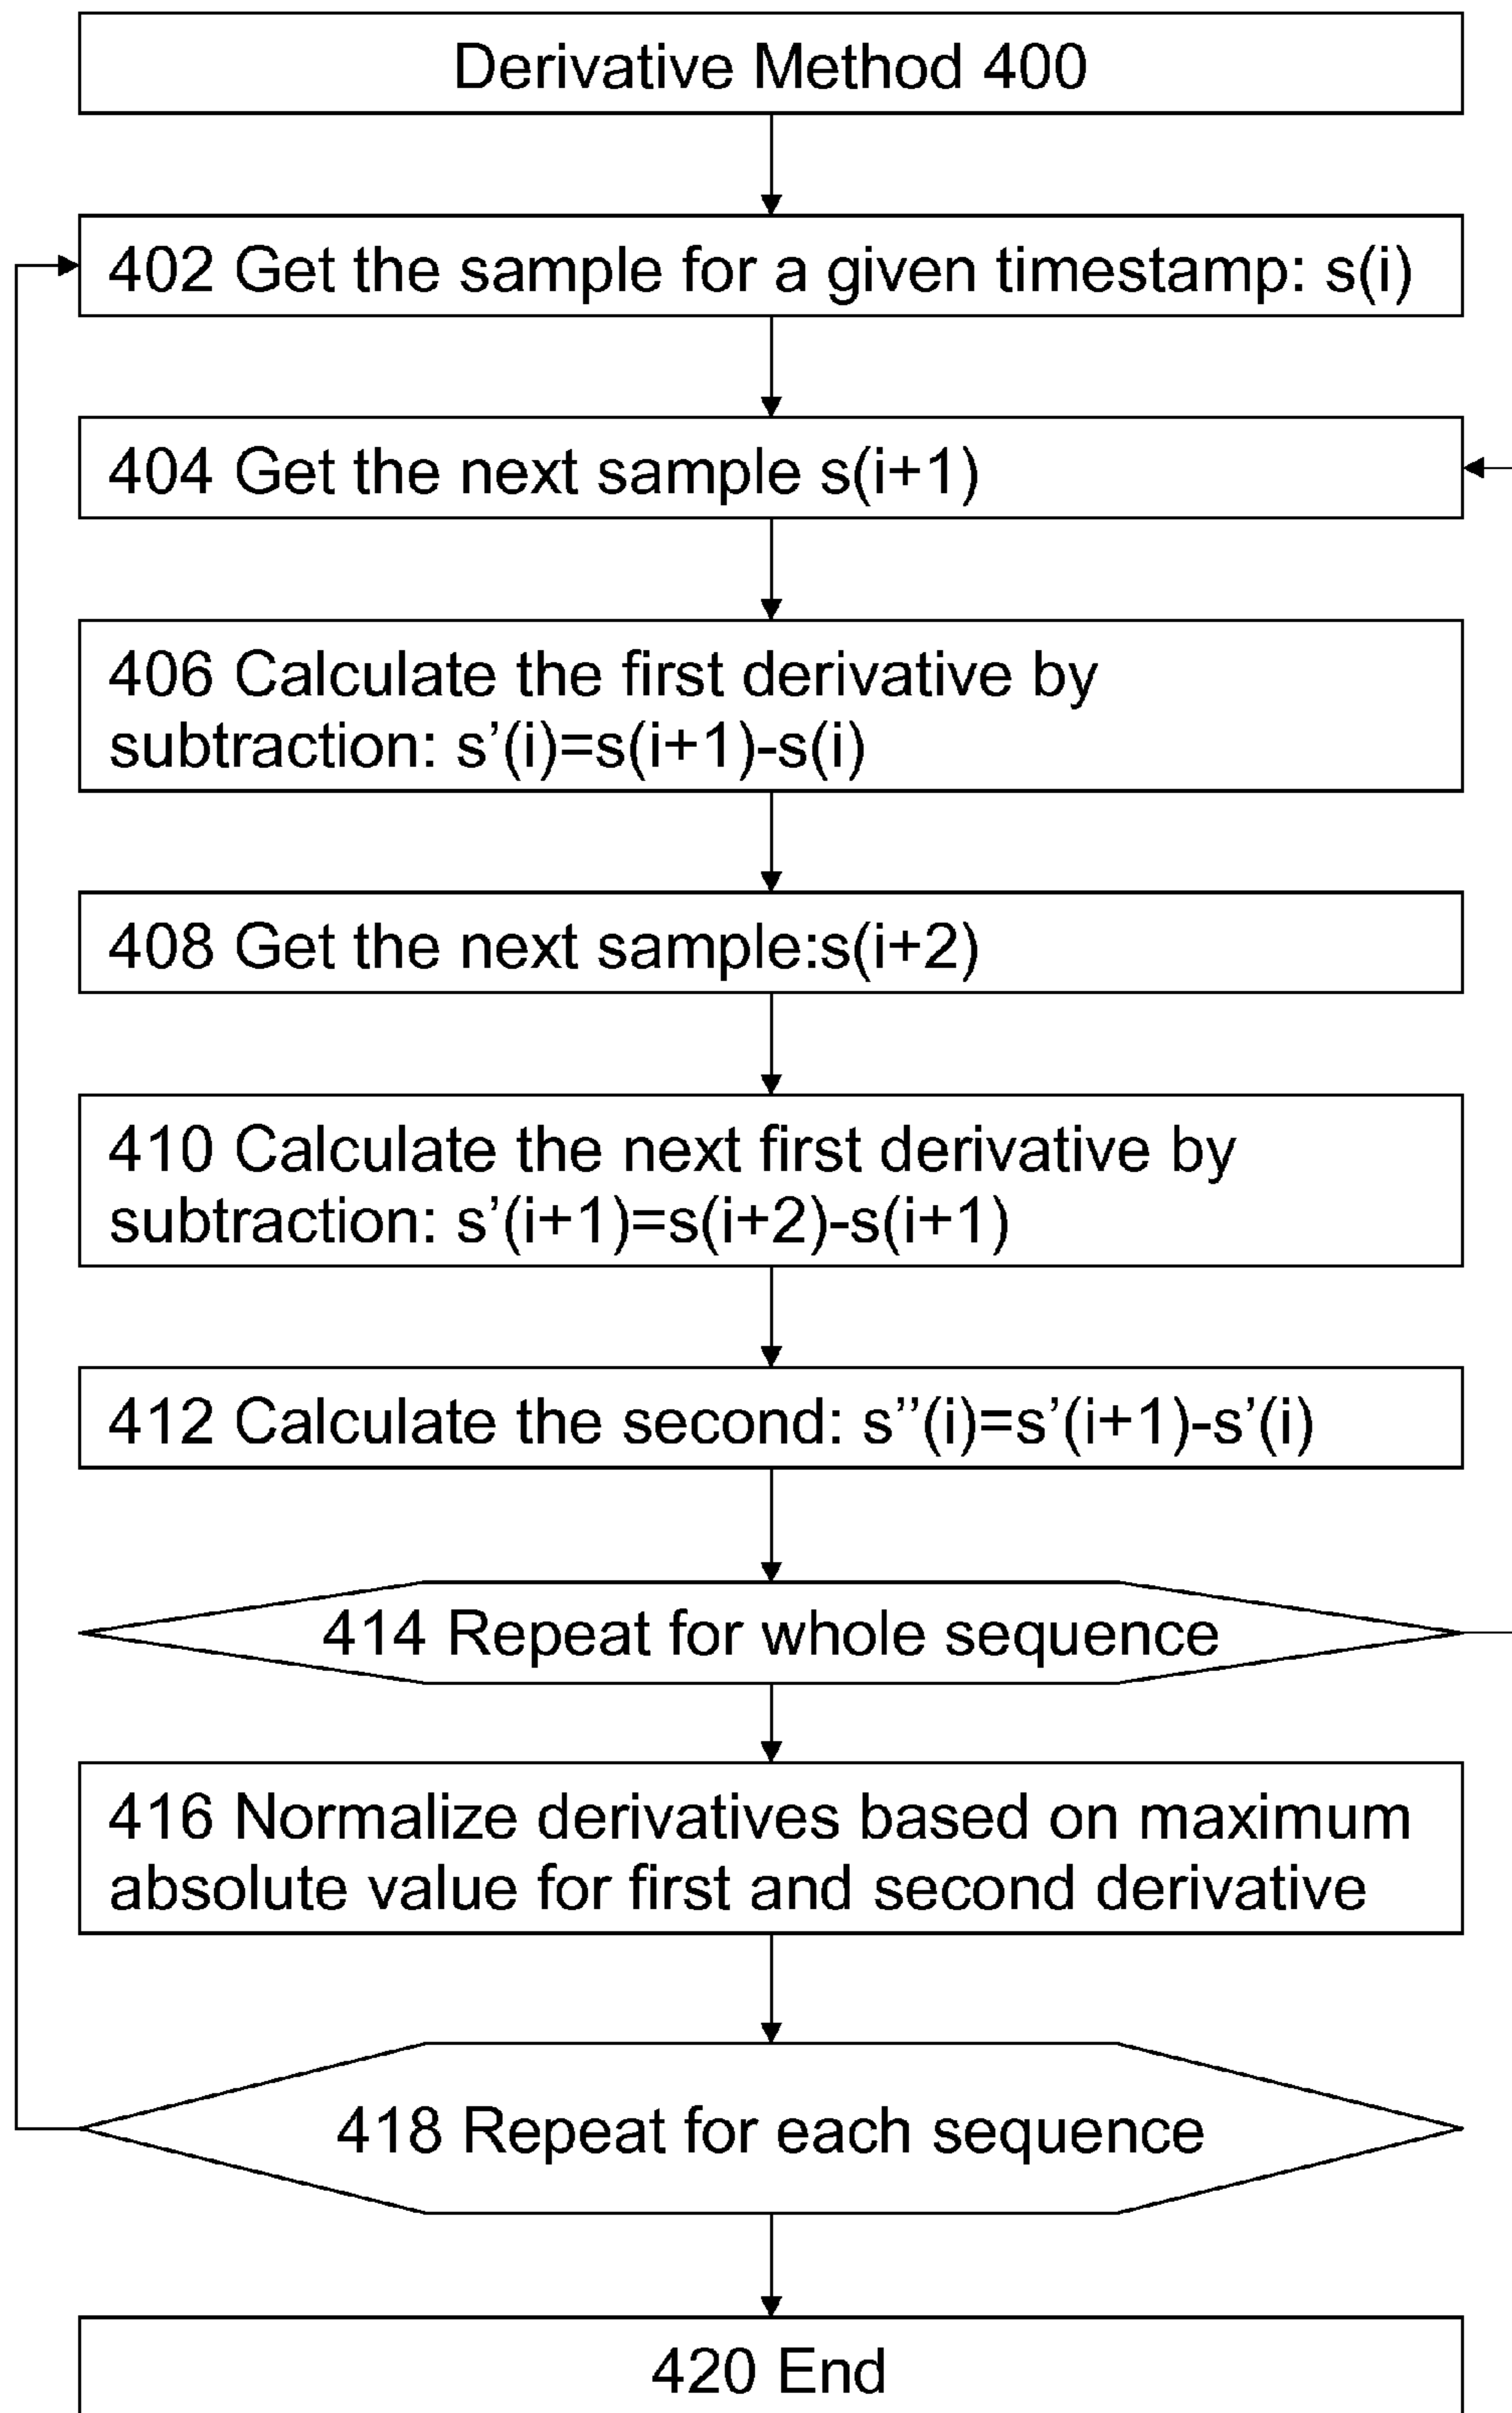 Derivative Method 400
402 Get the sample for a given timestamp: s(i)
404 Get the next sample s(i+1)
406 Calculate the first derivative by
subtraction: s’(i)=s(i+1)-s(i)
408 Get the next sample:s(i+2)
410 Calculate the next first derivative by
subtraction: s’(i+1)=s(i+2)-s(i+1)
412 Calculate the second: s’’(i)=s’(i+1)-s’(i)
414 Repeat for whole sequence
416 Normalize derivatives based on maximum
absolute value for first and second derivative
418 Repeat for each sequence
420 End